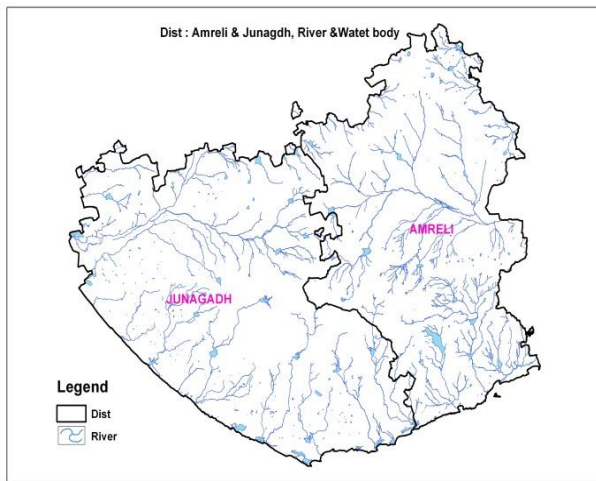 Dist : Amreli & Junagdh, River &Watet body
AMRELI
JUNAGADH
Legend
Dist
River